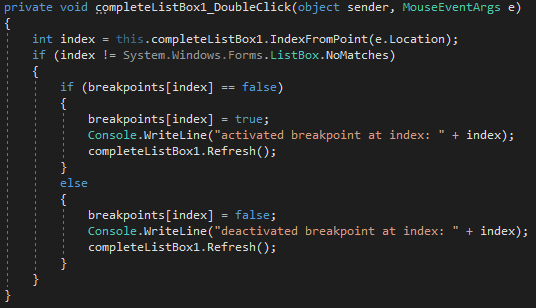 private void completeListBox1_DoubleClick(object sender, MouseEventArgs e)
{
    int index = this.completeListBox1.IndexFromPoint(e.Location);
    if (index != System.Windows.Forms.ListBox.NoMatches)
    {
        if (breakpoints[index] == false)
        {
            breakpoints[index] = true;
            Console.WriteLine("activated breakpoint at index: " + index);
            completeListBox1.Refresh();
        }
        else
        {
            breakpoints[index] = false;
            Console.WriteLine("deactivated breakpoint at index: " + index);
            completeListBox1.Refresh();
        }
    }
}